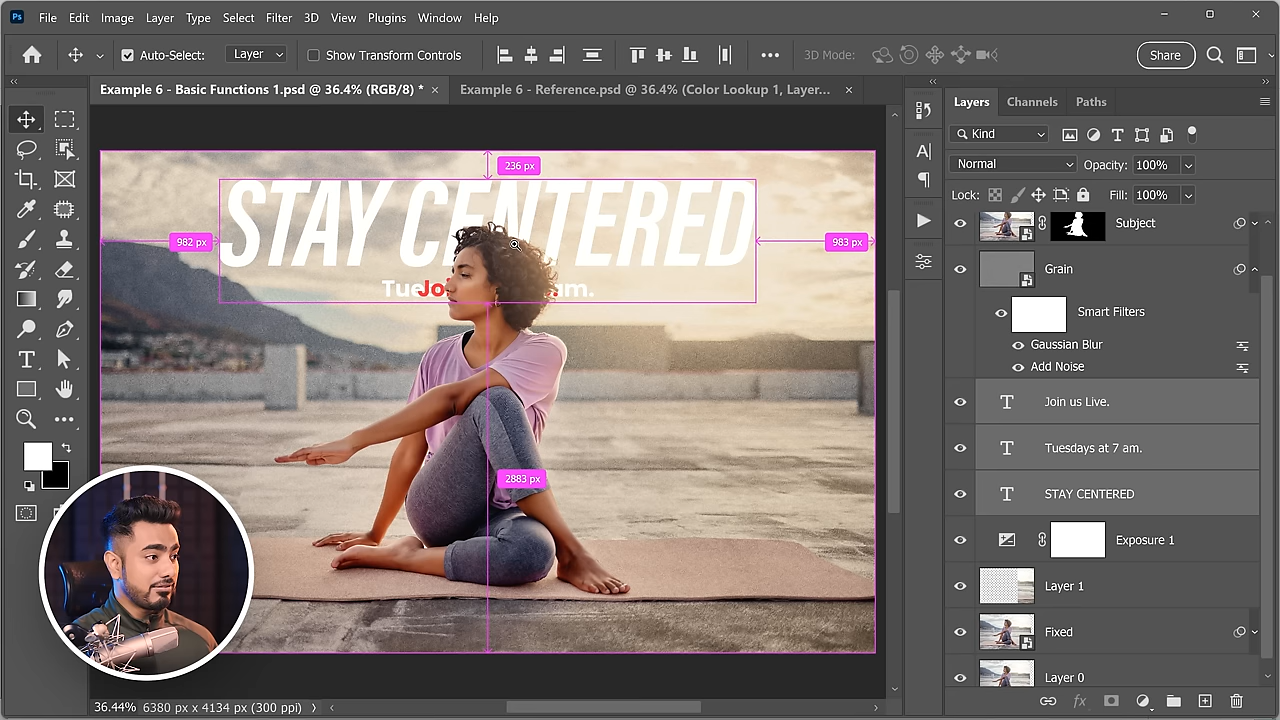 Ps File Edit Image Layer Type Select Filter 3D View Plugins Window Help
Auto-Select: Layer Show Transform Controls 3D Mode: Share
Example 6 - Basic Functions 1.psd @ 36.4% (RGB/8) * × Example 6 - Reference.psd @ 36.4% (Color Lookup 1, Layer... ×
236 px
STAY CENTERED
982 px
983 px
TueJo am.
2883 px
36.44% 6380 px x 4134 px (300 ppi)
Layers Channels Paths
Kind
Normal Opacity: 100%
Lock: Fill: 100%
Subject
Grain
Smart Filters
Gaussian Blur
Add Noise
T Join us Live.
T Tuesdays at 7 am.
T STAY CENTERED
Exposure 1
Layer 1
Fixed
Layer 0
fx